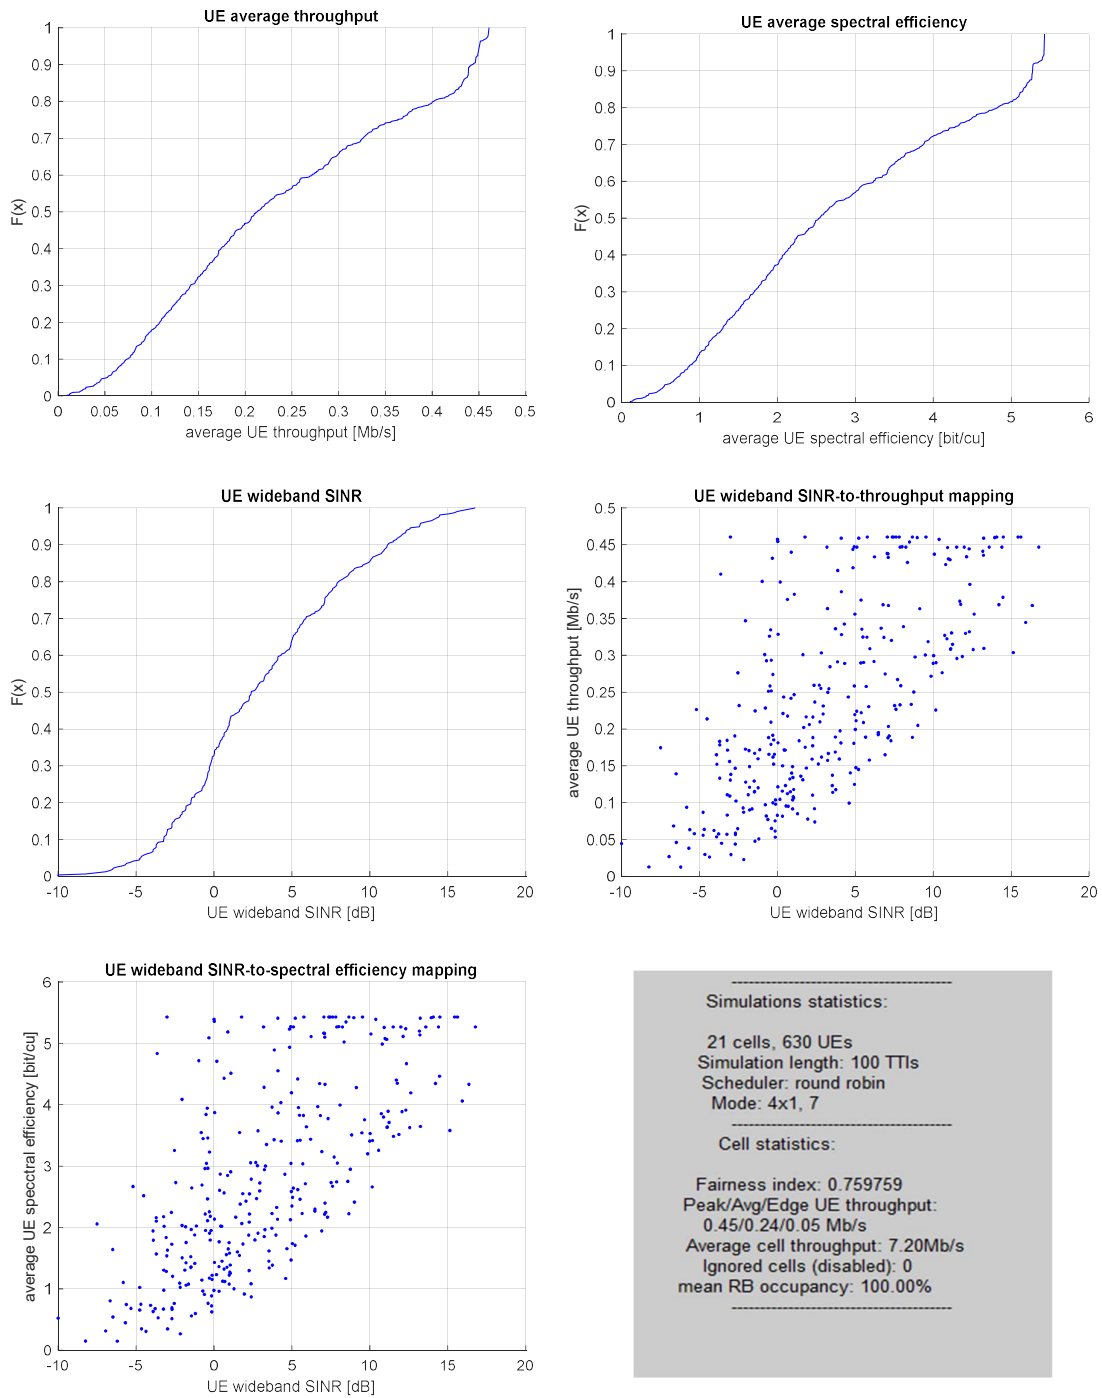 UE average throughput
1
0.9
0.8
0.7
0.6
0.5
0.4
0.3
0.2
0.1
0
F(x)
0 0.05 0.1 0.15 0.2 0.25 0.3 0.35 0.4 0.45 0.5
average UE throughput [Mb/s]
UE average spectral efficiency
1
0.9
0.8
0.7
0.6
0.5
0.4
0.3
0.2
0.1
0
F(x)
0 1 2 3 4 5 6
average UE spectral efficiency [bit/cu]
UE wideband SINR
1
0.9
0.8
0.7
0.6
0.5
0.4
0.3
0.2
0.1
0
F(x)
-10 -5 0 5 10 15 20
UE wideband SINR [dB]
UE wideband SINR-to-throughput mapping
0.5
0.45
0.4
0.35
0.3
0.25
0.2
0.15
0.1
0.05
0
average UE throughput [Mb/s]
-10 -5 0 5 10 15 20
UE wideband SINR [dB]
UE wideband SINR-to-spectral efficiency mapping
6
5
4
3
2
1
0
average UE specctral efficiency [bit/cu]
-10 -5 0 5 10 15 20
UE wideband SINR [dB]
---------------------------------------
Simulations statistics:
21 cells, 630 UEs
Simulation length: 100 TTIs
Scheduler: round robin
Mode: 4x1, 7
---------------------------------------
Cell statistics:
Fairness index: 0.759759
Peak/Avg/Edge UE throughput:
0.45/0.24/0.05 Mb/s
Average cell throughput: 7.20Mb/s
Ignored cells (disabled): 0
mean RB occupancy: 100.00%
---------------------------------------